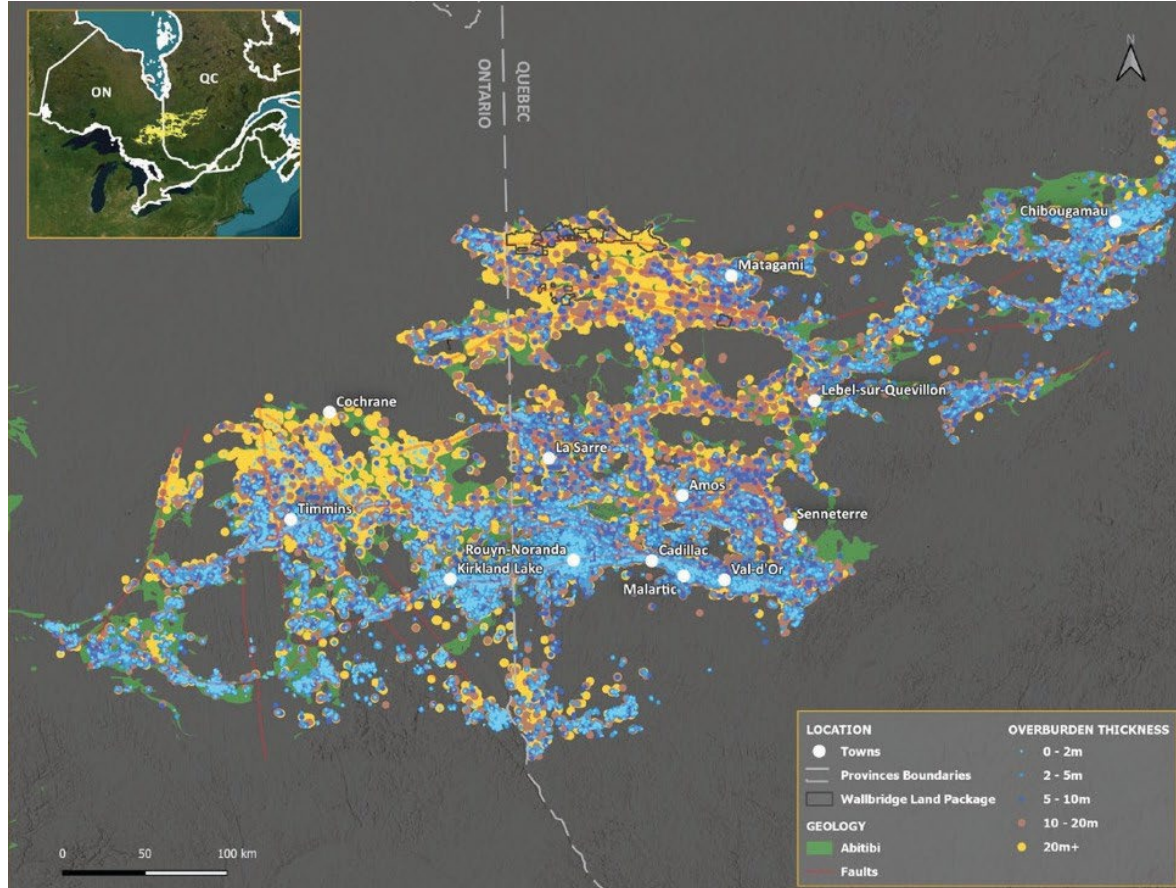 ON
QC
N
ONTARIO
QUEBEC
Chibougamau
Matagami
Lebel-sur-Quevillon
Cochrane
La Sarre
Amos
Timmins
Senneterre
Rouyn-Noranda
Cadillac
Kirkland Lake
Val-d'Or
Malartic
LOCATION
Towns
Provinces Boundaries
Wallbridge Land Package
GEOLOGY
Abitibi
Faults
OVERBURDEN THICKNESS
0 - 2m
2 - 5m
5 - 10m
10 - 20m
20m+
0 50 100 km